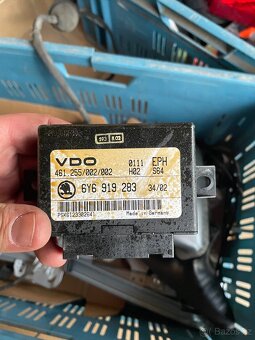 VDO
0111 EPH
461.255/002/002 H02 S64
6Y6 919 283 34/02
Made in Germany